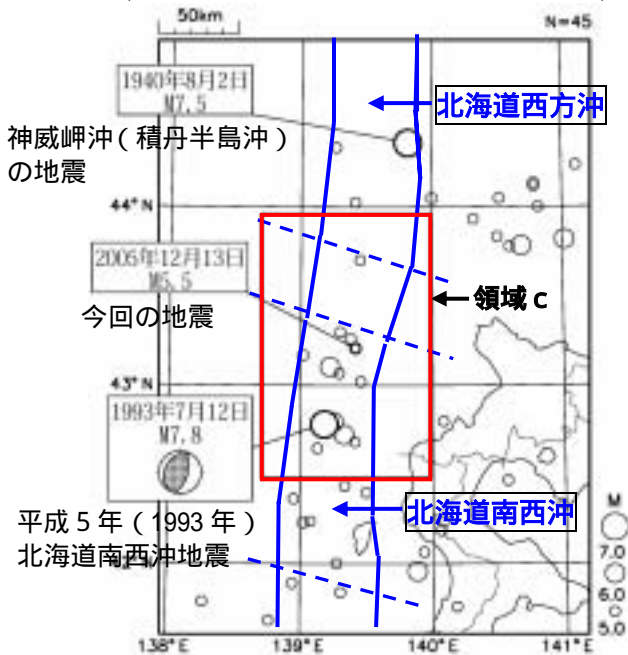 50km
N=45
1940年8月2日
M7.5
北海道西方沖
神威岬沖(積丹半島沖)
の地震
44°N
2005年12月13日
M5.5
領域c
今回の地震
43°N
1993年7月12日
M7.8
北海道南西沖
平成5年(1993年)
北海道南西沖地震
M
7.0
6.0
5.0
138°E
139°E
140°E
141°E